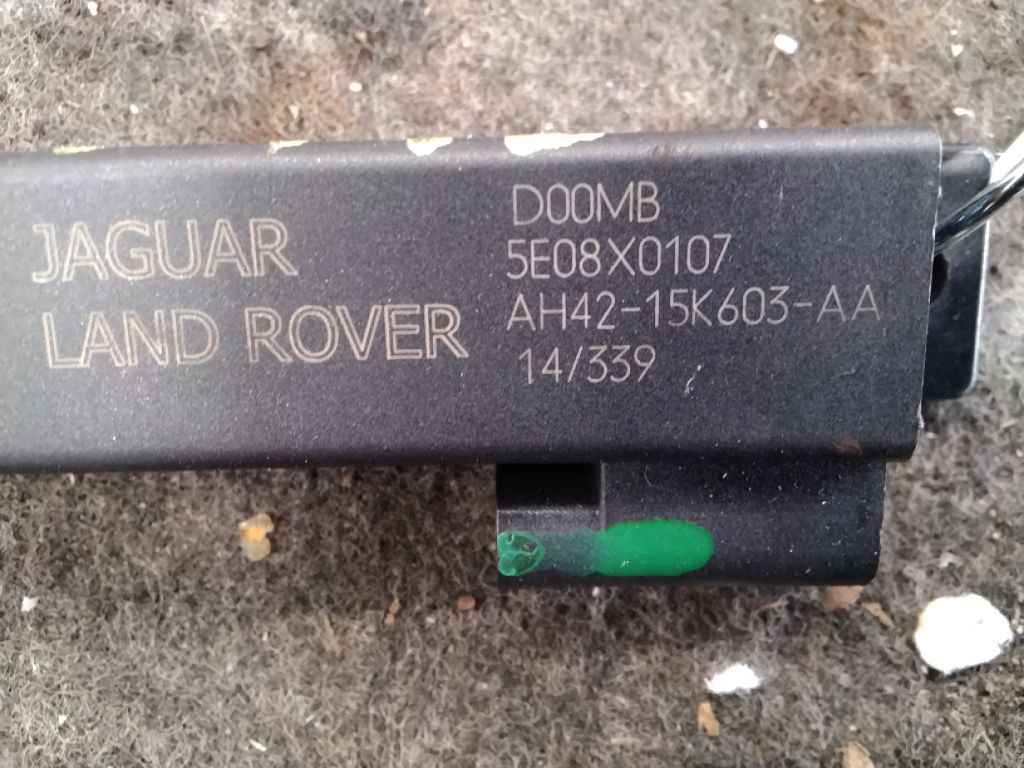 JAGUAR
LAND ROVER
D00MB
5E08X0107
AH42-15K603-AA
14/339